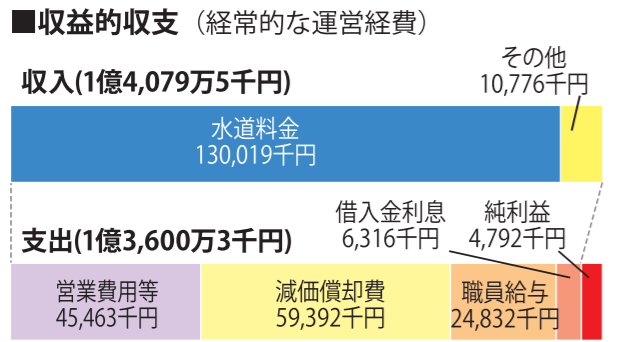 ■収益的収支（経常的な運営経費）
収入(1億4,079万5千円)
その他
10,776千円
水道料金
130,019千円
支出(1億3,600万3千円)
借入金利息
6,316千円
純利益
4,792千円
営業費用等
45,463千円
減価償却費
59,392千円
職員給与
24,832千円